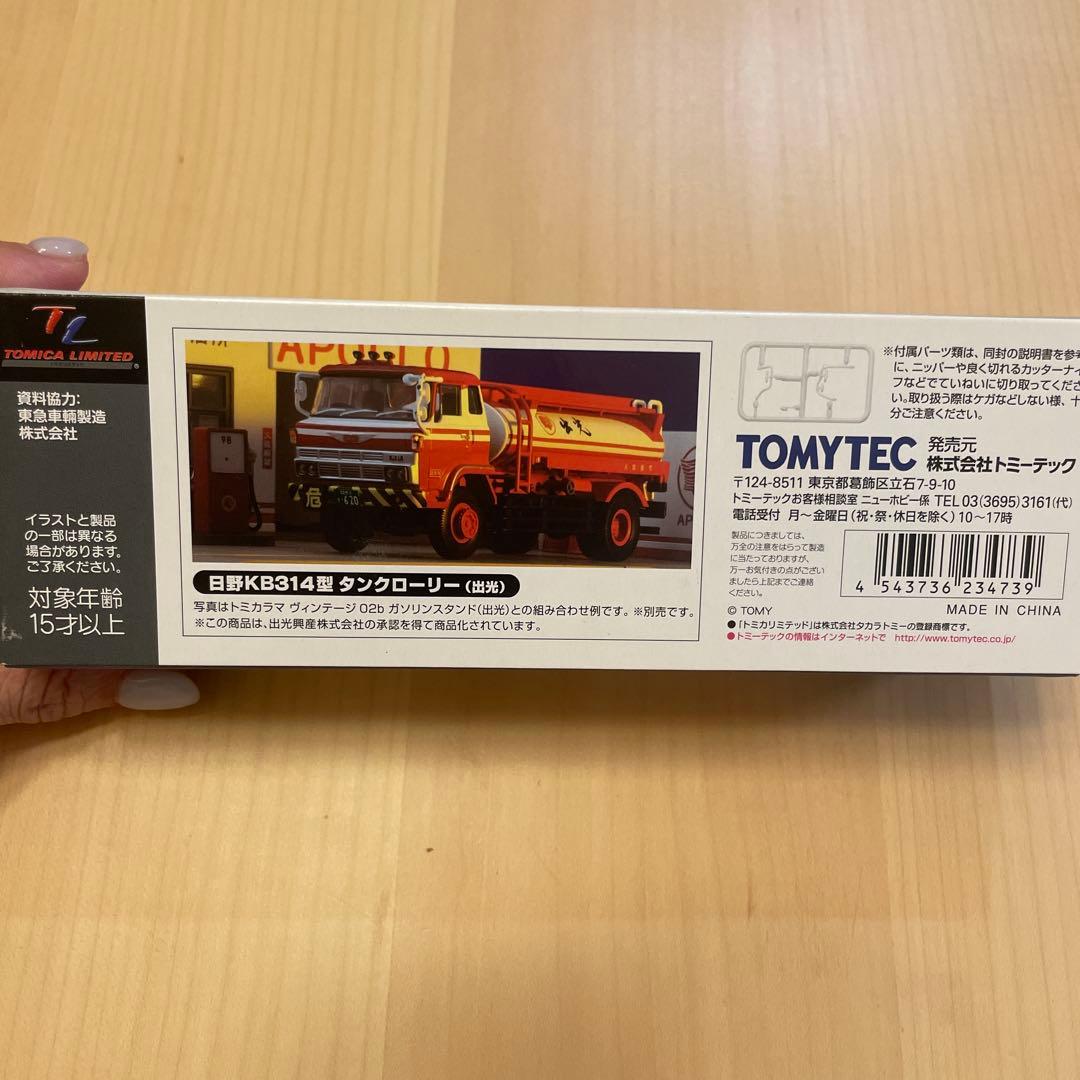 TL
TOMICA LIMITED
資料協力:
東急車輛製造
株式会社
イラストと製品
の一部は異なる
場合があります。
ご了承ください。
対象年齢
15才以上
APOLLO
98
危
620
出光
AP
日野KB314型 タンクローリー(出光)
写真はトミカラマ ヴィンテージ 02b ガソリンスタンド(出光)との組み合わせ例です。※別売です。
※この商品は、出光興産株式会社の承認を得て商品化されています。
※付属パーツ類は、同封の説明書を参考
に、ニッパーや良く切れるカッターナイ
フなどでていねいに切り取ってくださ
い。取り扱う際はケガなどしない様、十
分ご注意ください。
TOMYTEC 発売元 株式会社トミーテック
〒124-8511 東京都葛飾区立石7-9-10
トミーテックお客様相談室 ニューホビー係 TEL 03(3695)3161(代)
電話受付 月〜金曜日(祝・祭・休日を除く)10〜17時
製品につきましては、
万全の注意をはらって製造
に当たっておりますが、
万一お気付きの点がござい
ましたら上記までご連絡
ください。
4 543736 234739
© TOMY
MADE IN CHINA
●「トミカリミテッド」は株式会社タカラトミーの登録商標です。
●トミーテックの情報はインターネットで http://www.tomytec.co.jp/